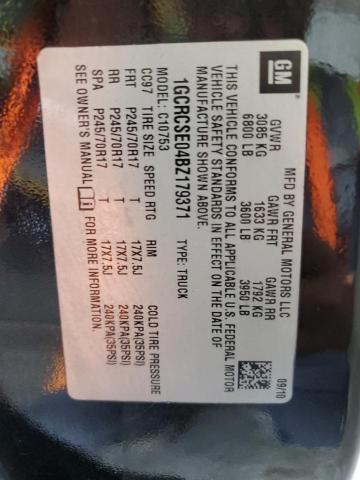 GM
MFD BY GENERAL MOTORS LLC 09/10
GVWR GAWR FRT GAWR RR
3085 KG 1633 KG 1792 KG
6800 LB 3600 LB 3950 LB
THIS VEHICLE CONFORMS TO ALL APPLICABLE U.S. FEDERAL MOTOR
VEHICLE SAFETY STANDARDS IN EFFECT ON THE DATE OF
MANUFACTURE SHOWN ABOVE.
1GCRCSE04BZ173371 TYPE: TRUCK
MODEL: C10753
CC97 TIRE SIZE SPEED RTG RIM COLD TIRE PRESSURE
FRT P245/70R17 T 17X7.5J 240KPA(35PSI)
RR P245/70R17 T 17X7.5J 240KPA(35PSI)
SPA P245/70R17 T 17X7.5J 240KPA(35PSI)
SEE OWNER'S MANUAL